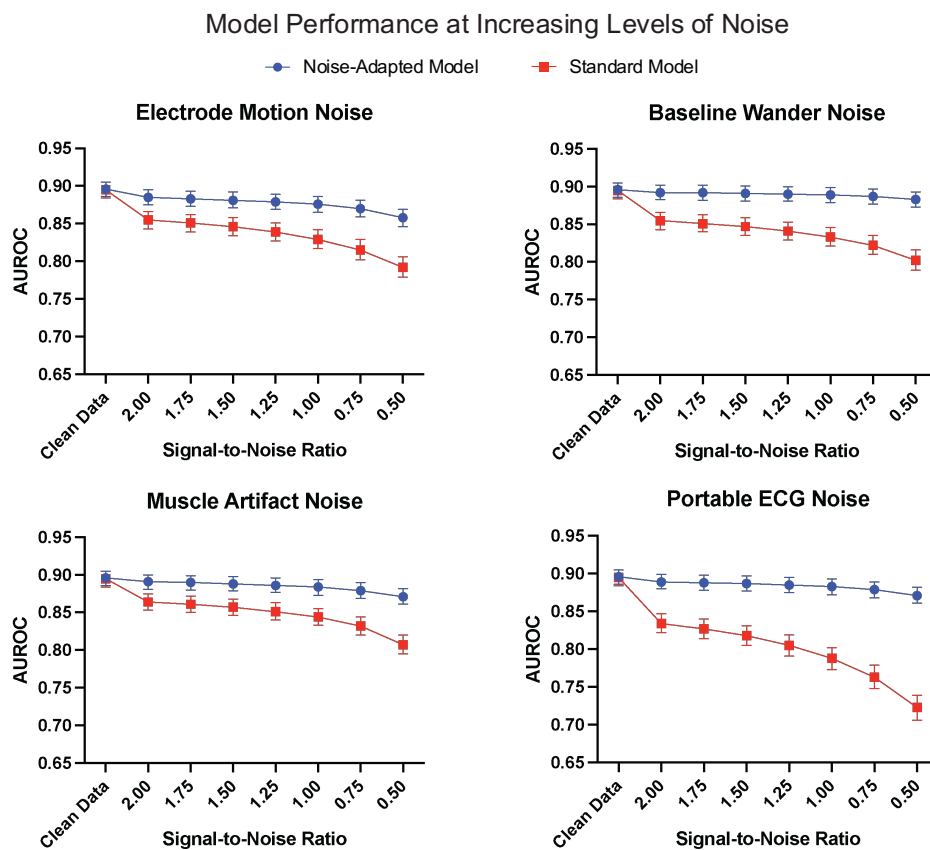 Model Performance at Increasing Levels of Noise
Noise-Adapted Model
Standard Model
Electrode Motion Noise
AUROC
0.95
0.90
0.85
0.80
0.75
0.70
0.65
Clean Data
2.00
1.75
1.50
1.25
1.00
0.75
0.50
Signal-to-Noise Ratio
Baseline Wander Noise
AUROC
0.95
0.90
0.85
0.80
0.75
0.70
0.65
Clean Data
2.00
1.75
1.50
1.25
1.00
0.75
0.50
Signal-to-Noise Ratio
Muscle Artifact Noise
AUROC
0.95
0.90
0.85
0.80
0.75
0.70
0.65
Clean Data
2.00
1.75
1.50
1.25
1.00
0.75
0.50
Signal-to-Noise Ratio
Portable ECG Noise
AUROC
0.95
0.90
0.85
0.80
0.75
0.70
0.65
Clean Data
2.00
1.75
1.50
1.25
1.00
0.75
0.50
Signal-to-Noise Ratio